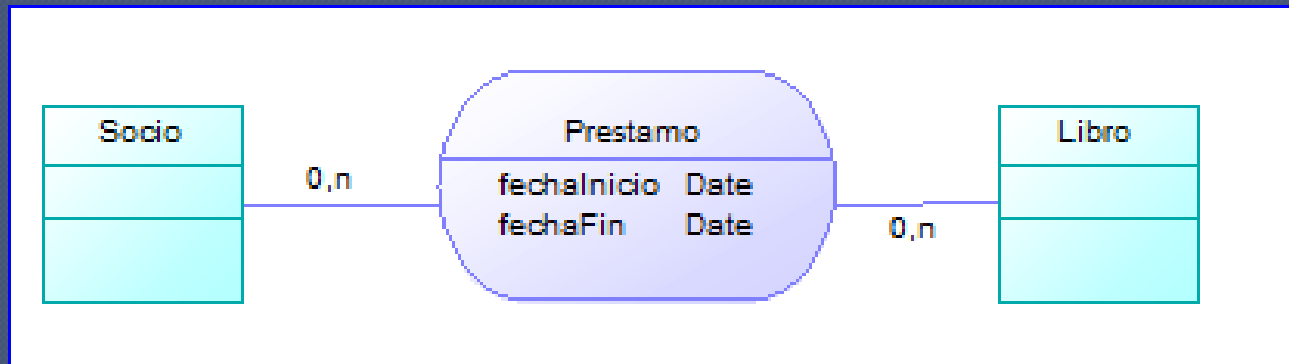 Socio
0,n
Prestamo
fechaInicio Date
fechaFin Date
0,n
Libro